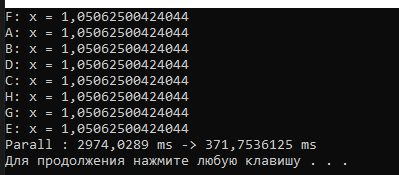 F: x = 1,05062500424044
A: x = 1,05062500424044
B: x = 1,05062500424044
D: x = 1,05062500424044
C: x = 1,05062500424044
H: x = 1,05062500424044
G: x = 1,05062500424044
E: x = 1,05062500424044
Parall : 2974,0289 ms -> 371,7536125 ms
Для продолжения нажмите любую клавишу . . .